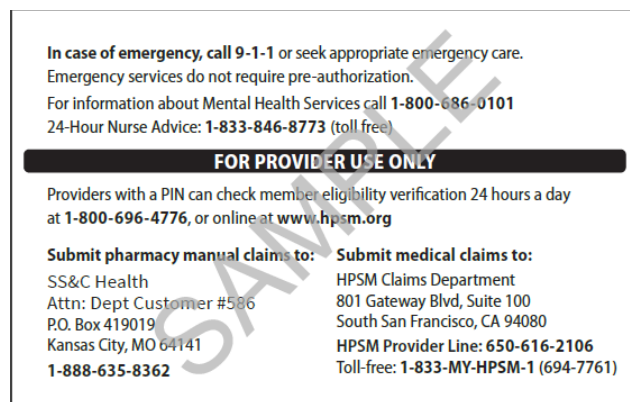 In case of emergency, call 9-1-1 or seek appropriate emergency care.
Emergency services do not require pre-authorization.
For information about Mental Health Services call 1-800-686-0101
24-Hour Nurse Advice: 1-833-846-8773 (toll free)
FOR PROVIDER USE ONLY
Providers with a PIN can check member eligibility verification 24 hours a day
at 1-800-696-4776, or online at www.hpsm.org
Submit pharmacy manual claims to:
SS&C Health
Attn: Dept Customer #586
P.O. Box 419019
Kansas City, MO 64141
1-888-635-8362
Submit medical claims to:
HPSM Claims Department
801 Gateway Blvd, Suite 100
South San Francisco, CA 94080
HPSM Provider Line: 650-616-2106
Toll-free: 1-833-MY-HPSM-1 (694-7761)
SAMPLE